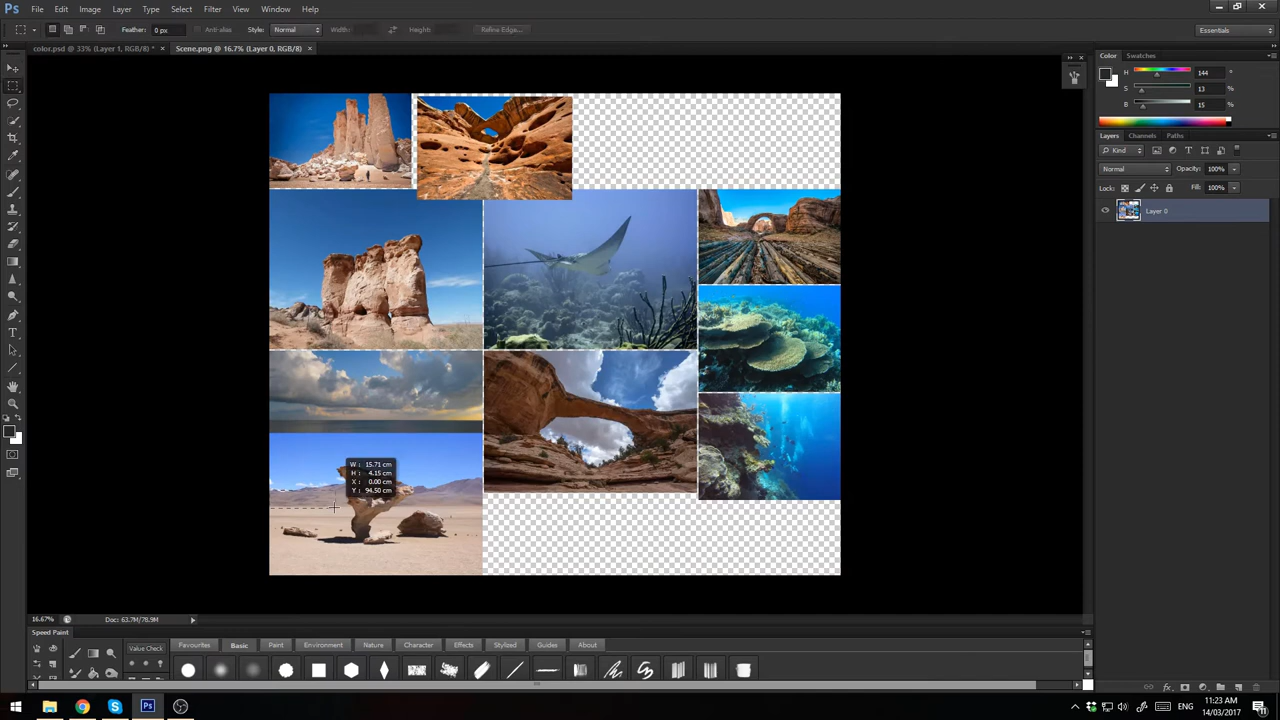 Ps File Edit Image Layer Type Select Filter View Window Help
Feather: 0 px Anti-alias Style: Normal Width: Height: Refine Edge... Essentials
color.psd @ 33% (Layer 1, RGB/8) * × Scene.png @ 16.7% (Layer 0, RGB/8) ×
Color Swatches
H 144 °
S 13 %
B 15 %
Layers Channels Paths
Kind
Normal Opacity: 100%
Lock: Fill: 100%
Layer 0
W : 15.71 cm
H : 4.15 cm
X : 0.00 cm
Y : 94.50 cm
16.67% Doc: 63.7M/78.9M
Speed Paint
Value Check Favourites Basic Paint Environment Nature Character Effects Stylized Guides About
fx
ENG 11:23 AM
14/03/2017